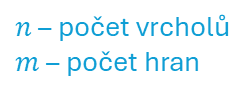 n – počet vrcholů
m – počet hran